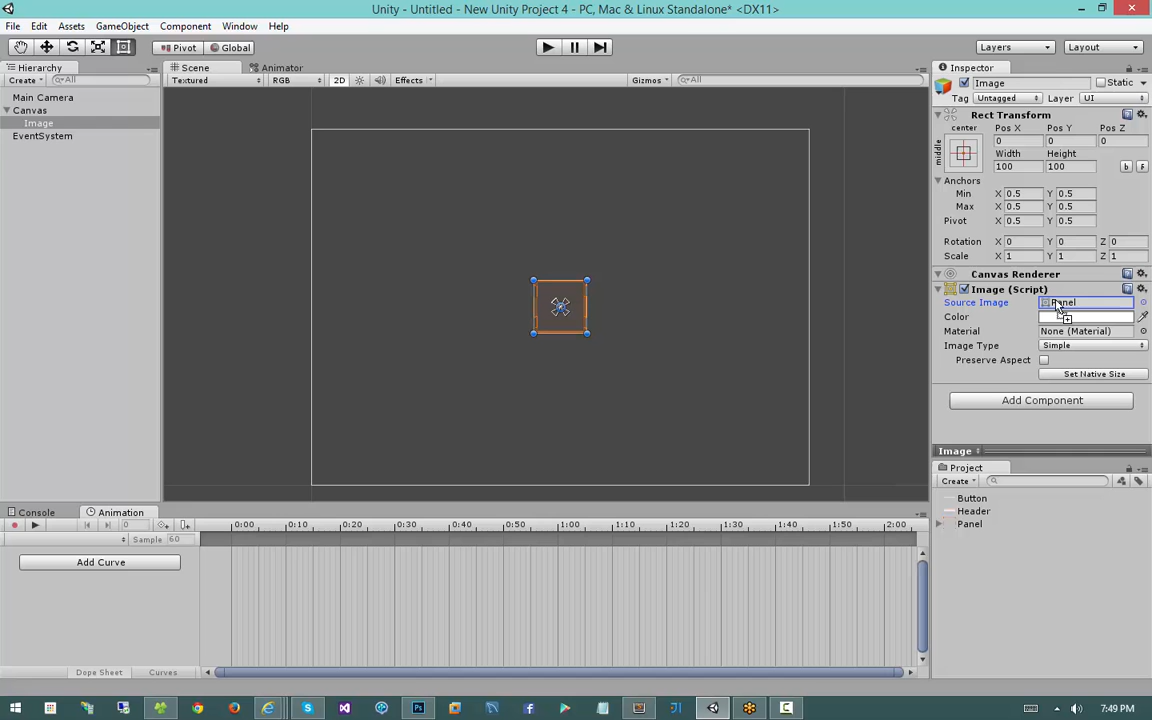 Unity - Untitled - New Unity Project 4 - PC, Mac & Linux Standalone* <DX11>
File Edit Assets GameObject Component Window Help
Pivot Global Layers Layout
Hierarchy Scene Animator Inspector
Create All Textured RGB 2D Effects Gizmos All
Image Static
Tag Untagged Layer UI
Main Camera
Canvas
Image
EventSystem
Rect Transform
center Pos X Pos Y Pos Z
middle 0 0 0
Width Height
100 100
Anchors
Min X 0.5 Y 0.5
Max X 0.5 Y 0.5
Pivot X 0.5 Y 0.5
Rotation X 0 Y 0 Z 0
Scale X 1 Y 1 Z 1
Canvas Renderer
Image (Script)
Source Image Panel
Color
Material None (Material)
Image Type Simple
Preserve Aspect
Set Native Size
Add Component
Image
Project
Create
Button
Header
Panel
Console Animation
0 0:00 0:10 0:20 0:30 0:40 0:50 1:00 1:10 1:20 1:30 1:40 1:50 2:00
Sample 60
Add Curve
Dope Sheet Curves
7:49 PM